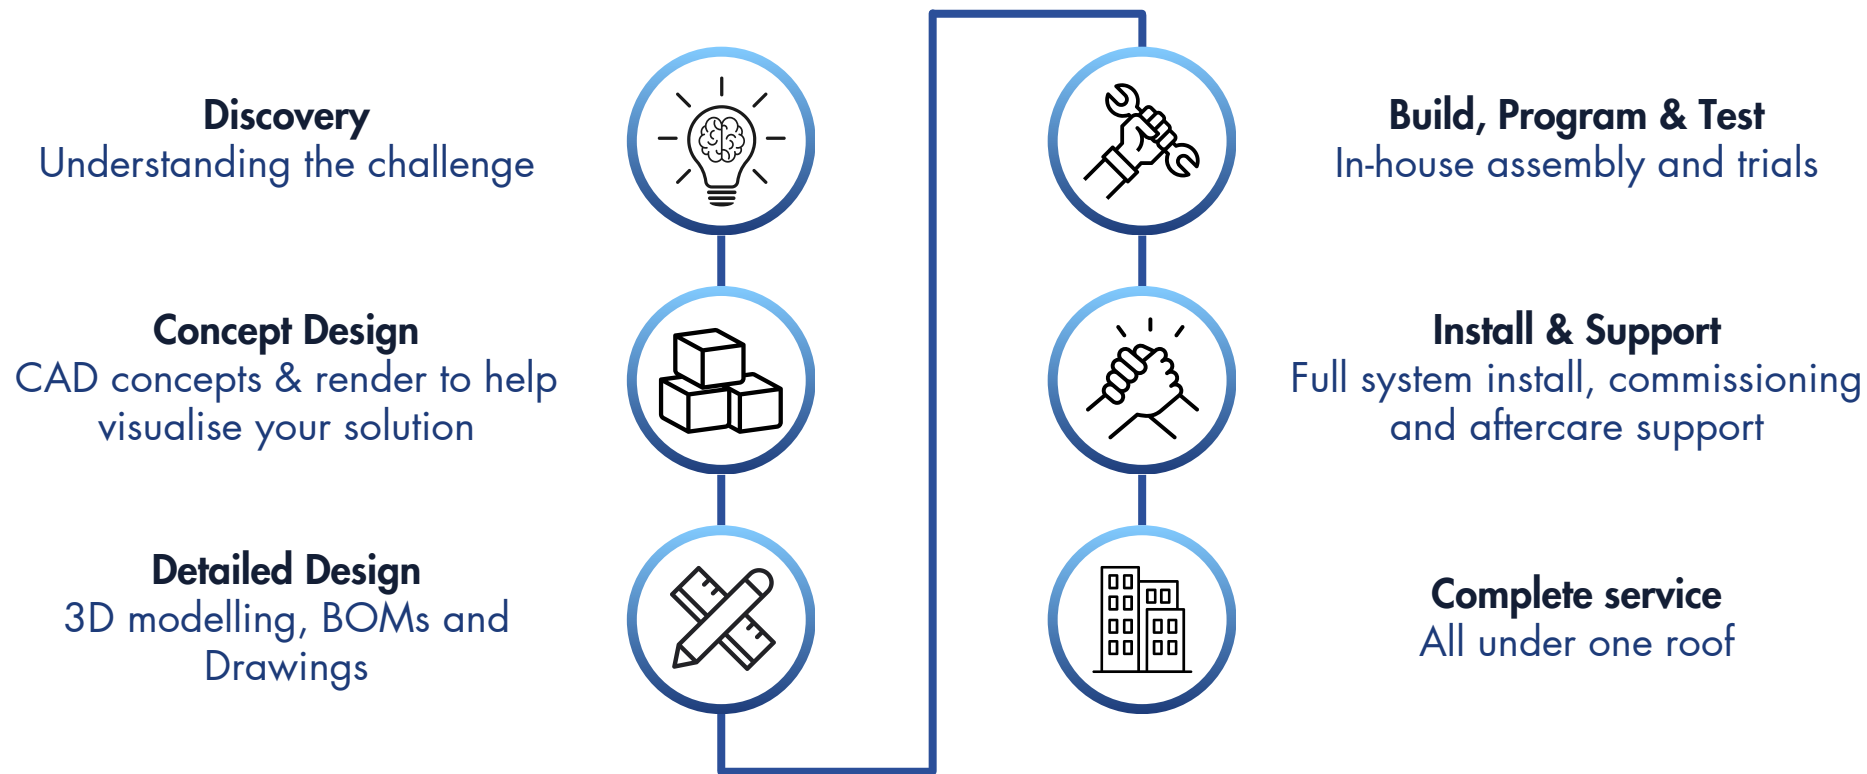 Discovery
Understanding the challenge
Concept Design
CAD concepts & render to help
visualise your solution
Detailed Design
3D modelling, BOMs and
Drawings
Build, Program & Test
In-house assembly and trials
Install & Support
Full system install, commissioning
and aftercare support
Complete service
All under one roof